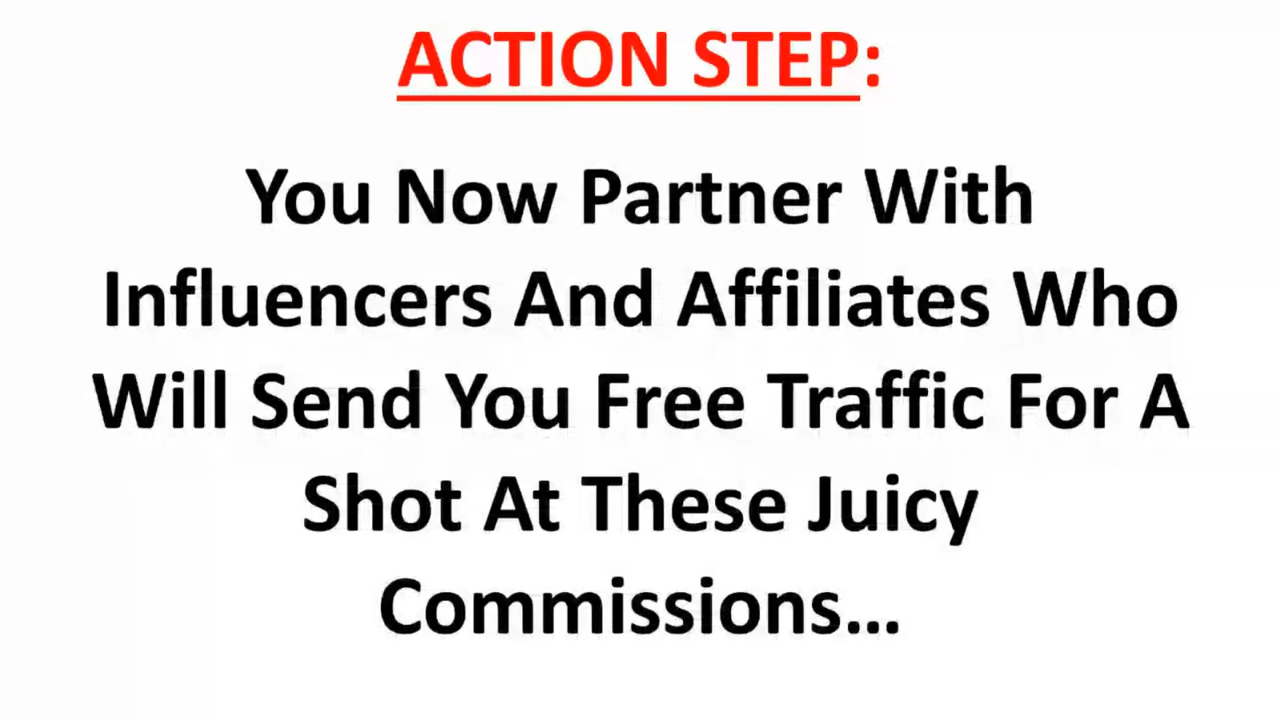 ACTION STEP:
You Now Partner With
Influencers And Affiliates Who
Will Send You Free Traffic For A
Shot At These Juicy
Commissions...